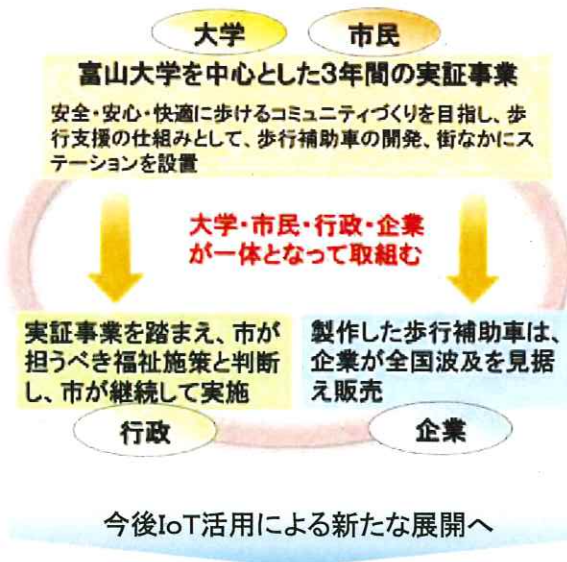 大学
市民
富山大学を中心とした3年間の実証事業
安全・安心・快適に歩けるコミュニティづくりを目指し、歩
行支援の仕組みとして、歩行補助車の開発、街なかにス
テーションを設置
大学・市民・行政・企業
が一体となって取組む
実証事業を踏まえ、市が
担うべき福祉施策と判断
し、市が継続して実施
行政
製作した歩行補助車は、
企業が全国波及を見据
え販売
企業
今後IoT活用による新たな展開へ